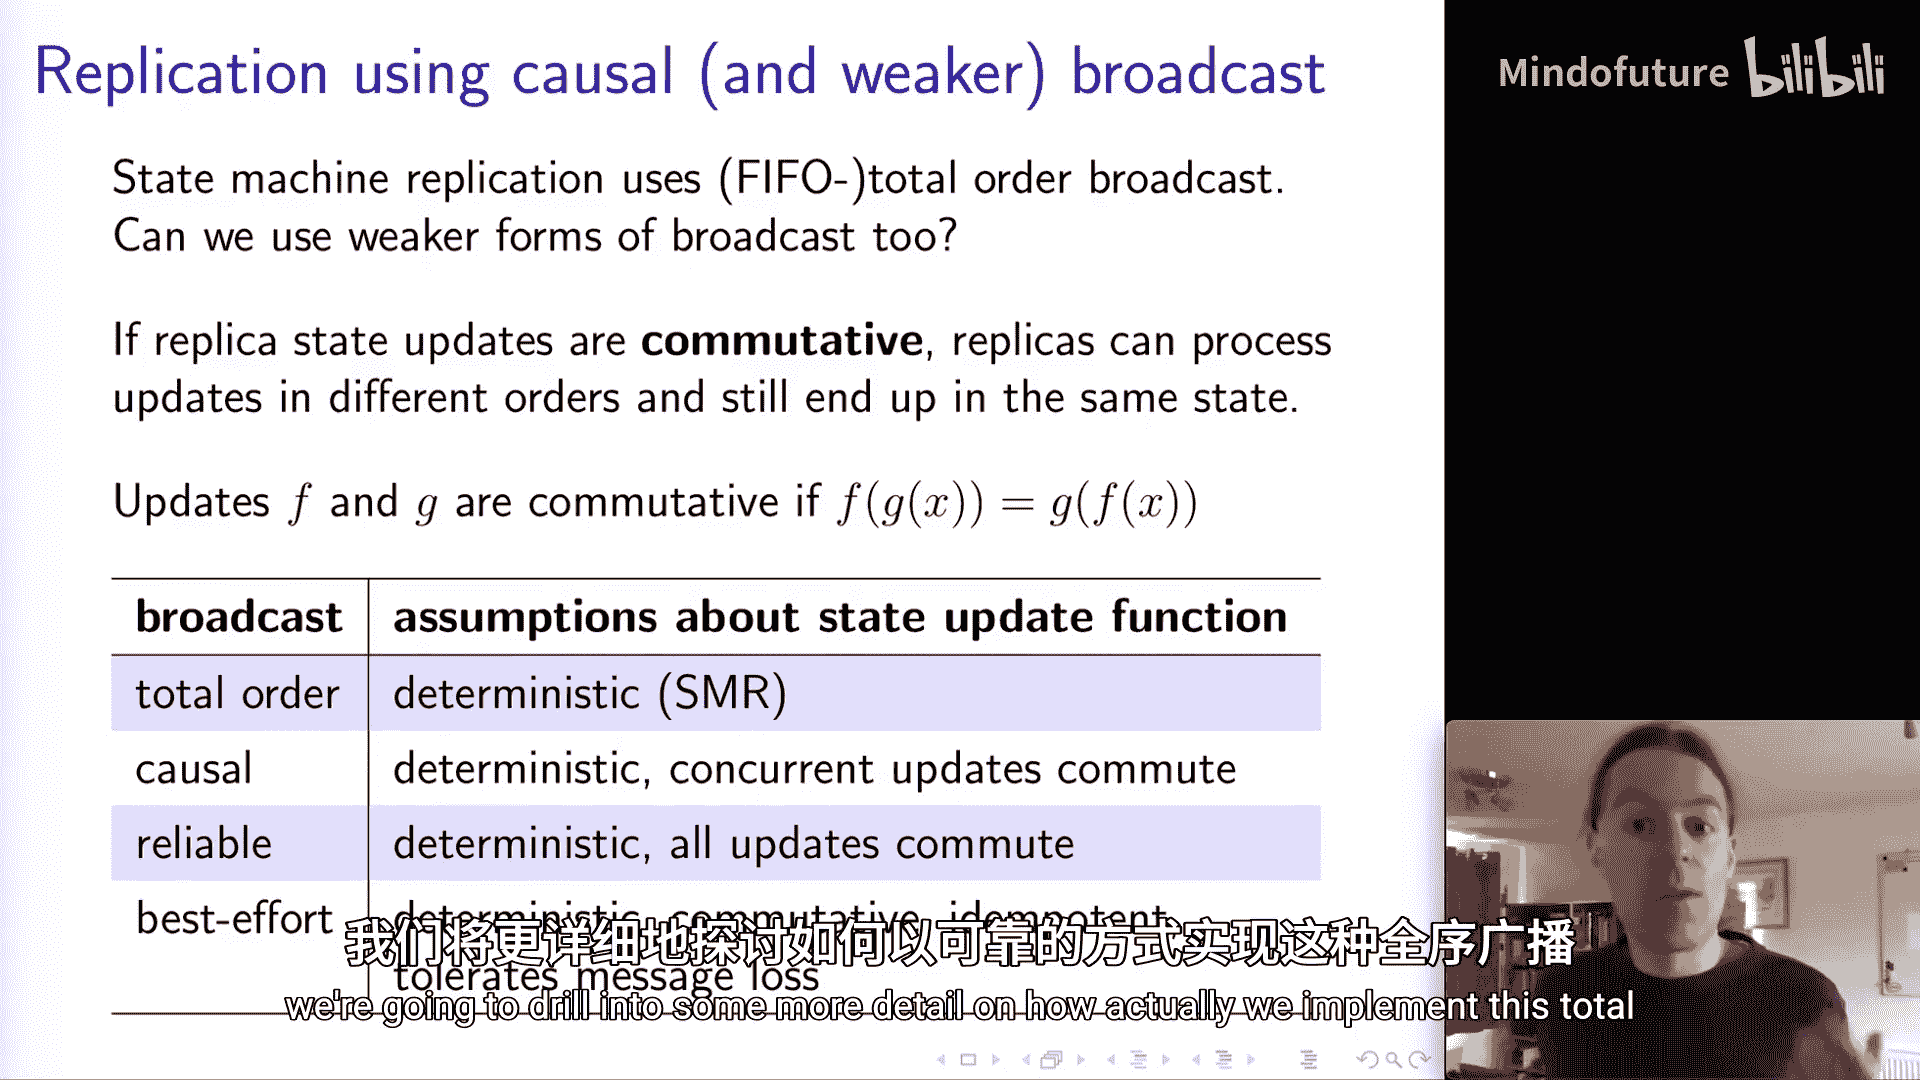 Replication using causal (and weaker) broadcast
Mindofuture bilibili
State machine replication uses (FIFO-)total order broadcast.
Can we use weaker forms of broadcast too?
If replica state updates are commutative, replicas can process
updates in different orders and still end up in the same state.
Updates f and g are commutative if f(g(x)) = g(f(x))
broadcast assumptions about state update function
total order deterministic (SMR)
causal deterministic, concurrent updates commute
reliable deterministic, all updates commute
best-effort deterministic, commutative, idempotent,
tolerates message loss
我们将更详细地探讨如何以可靠的方式实现这种全序广播
we're going to drill into some more detail on how actually we implement this total